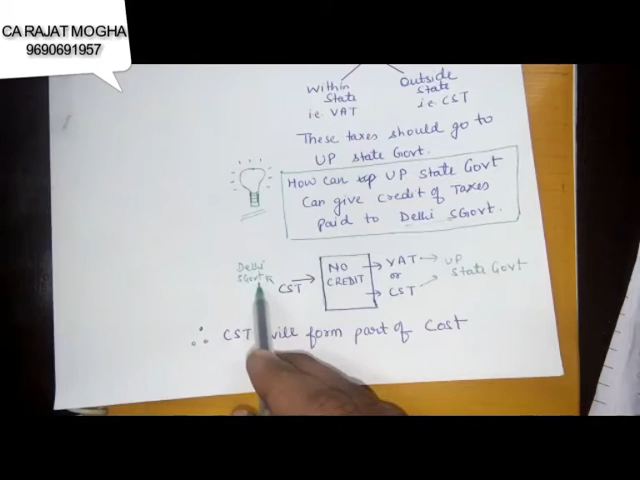 CA RAJAT MOGHA
9690691957
Within
State
i.e. VAT
Outside
State
i.e. CST
These taxes should go to
UP state Govt.
How can UP State Govt
Can give credit of Taxes
paid to Delhi SGovt.
Delhi
SGovt
CST
NO
CREDIT
VAT
or
CST
UP
State Govt
∴ CST will form part of Cost